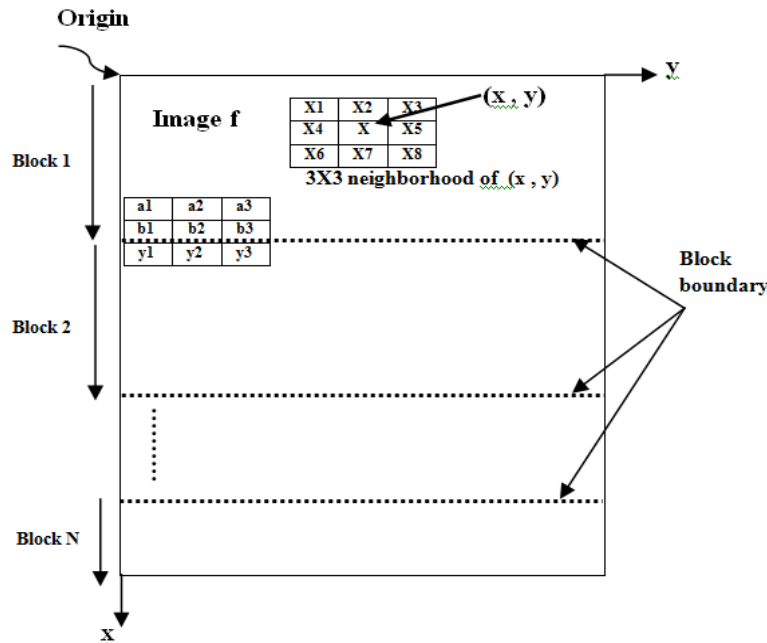 Origin
y
Image f
(x , y)
X1 X2 X3
X4 X X5
X6 X7 X8
3X3 neighborhood of (x , y)
Block 1
a1 a2 a3
b1 b2 b3
y1 y2 y3
Block
boundary
Block 2
Block N
x